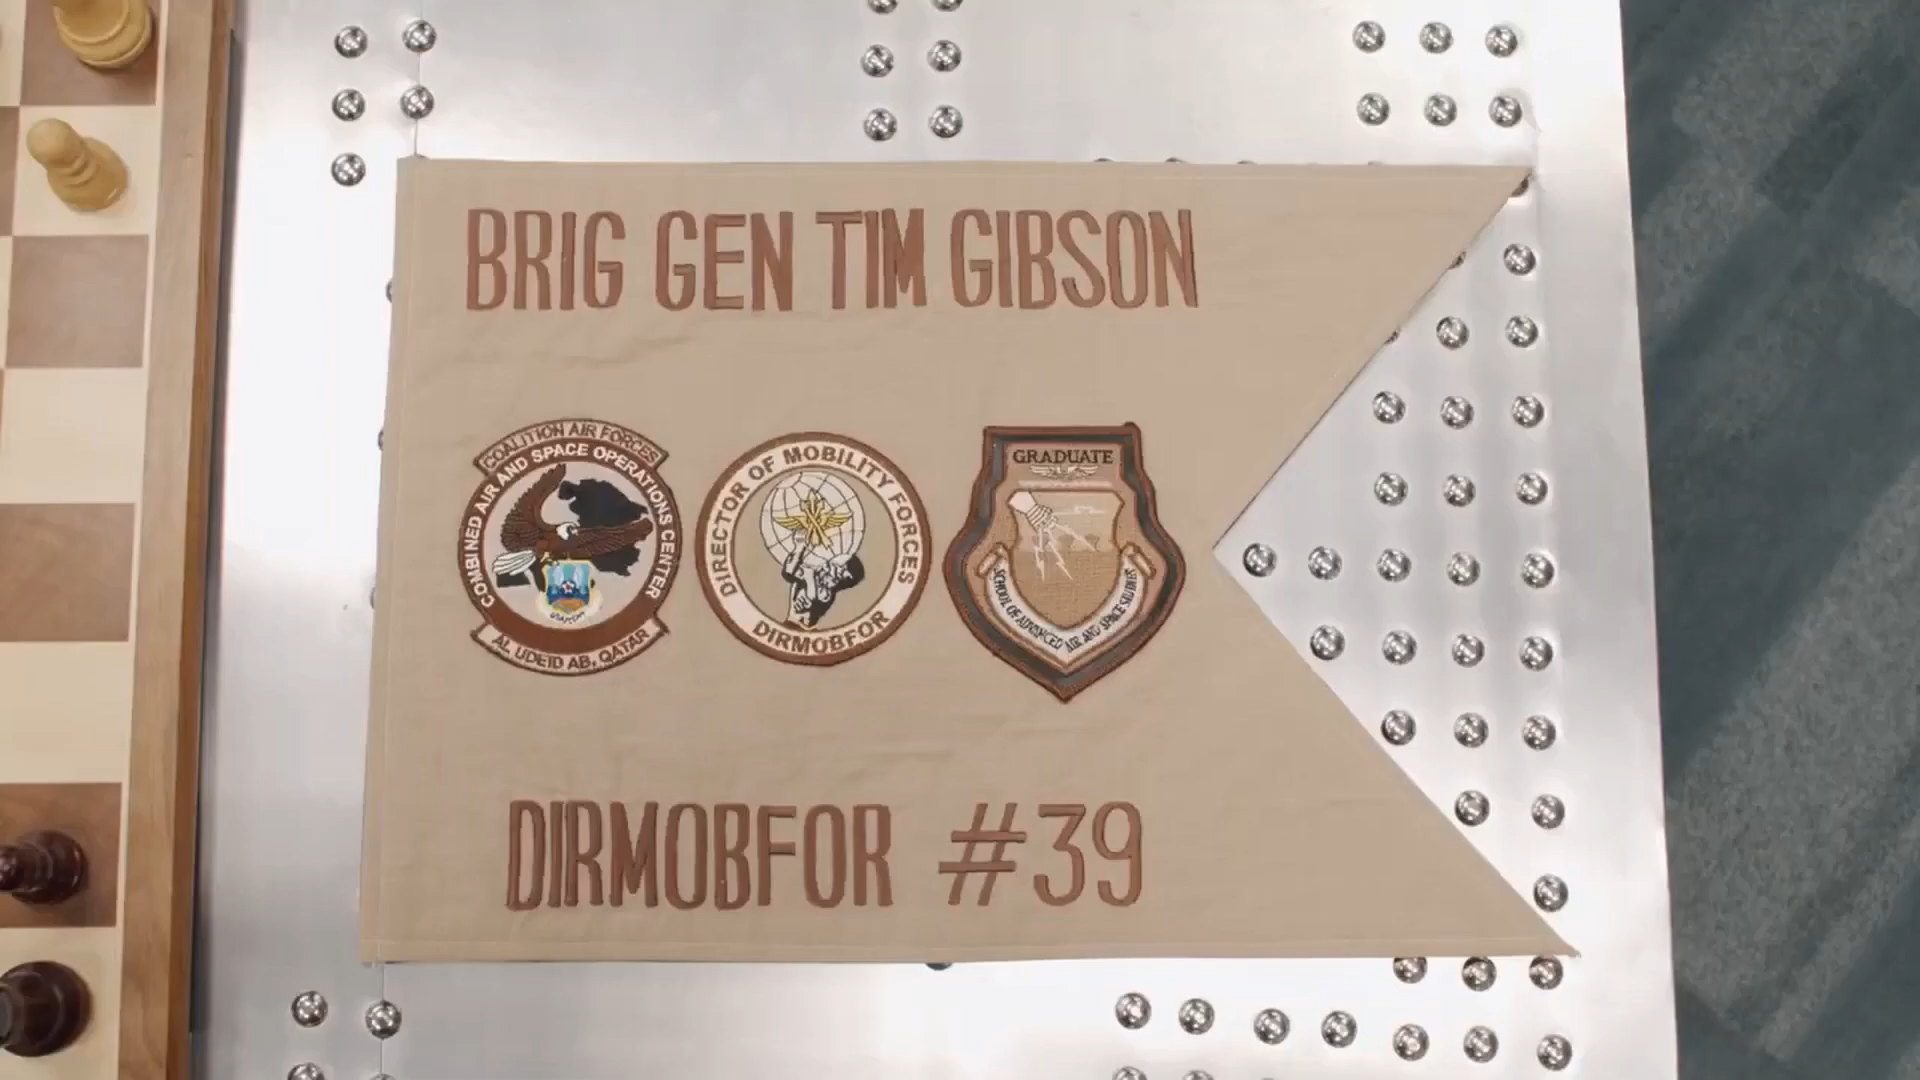 BRIG GEN TIM GIBSON
COALITION AIR FORCES
COMBINED AIR AND SPACE OPERATIONS CENTER
AL UDEID AB, QATAR
DIRECTOR OF MOBILITY FORCES
DIRMOBFOR
GRADUATE
SCHOOL OF ADVANCED AIR AND SPACE STUDIES
DIRMOBFOR #39